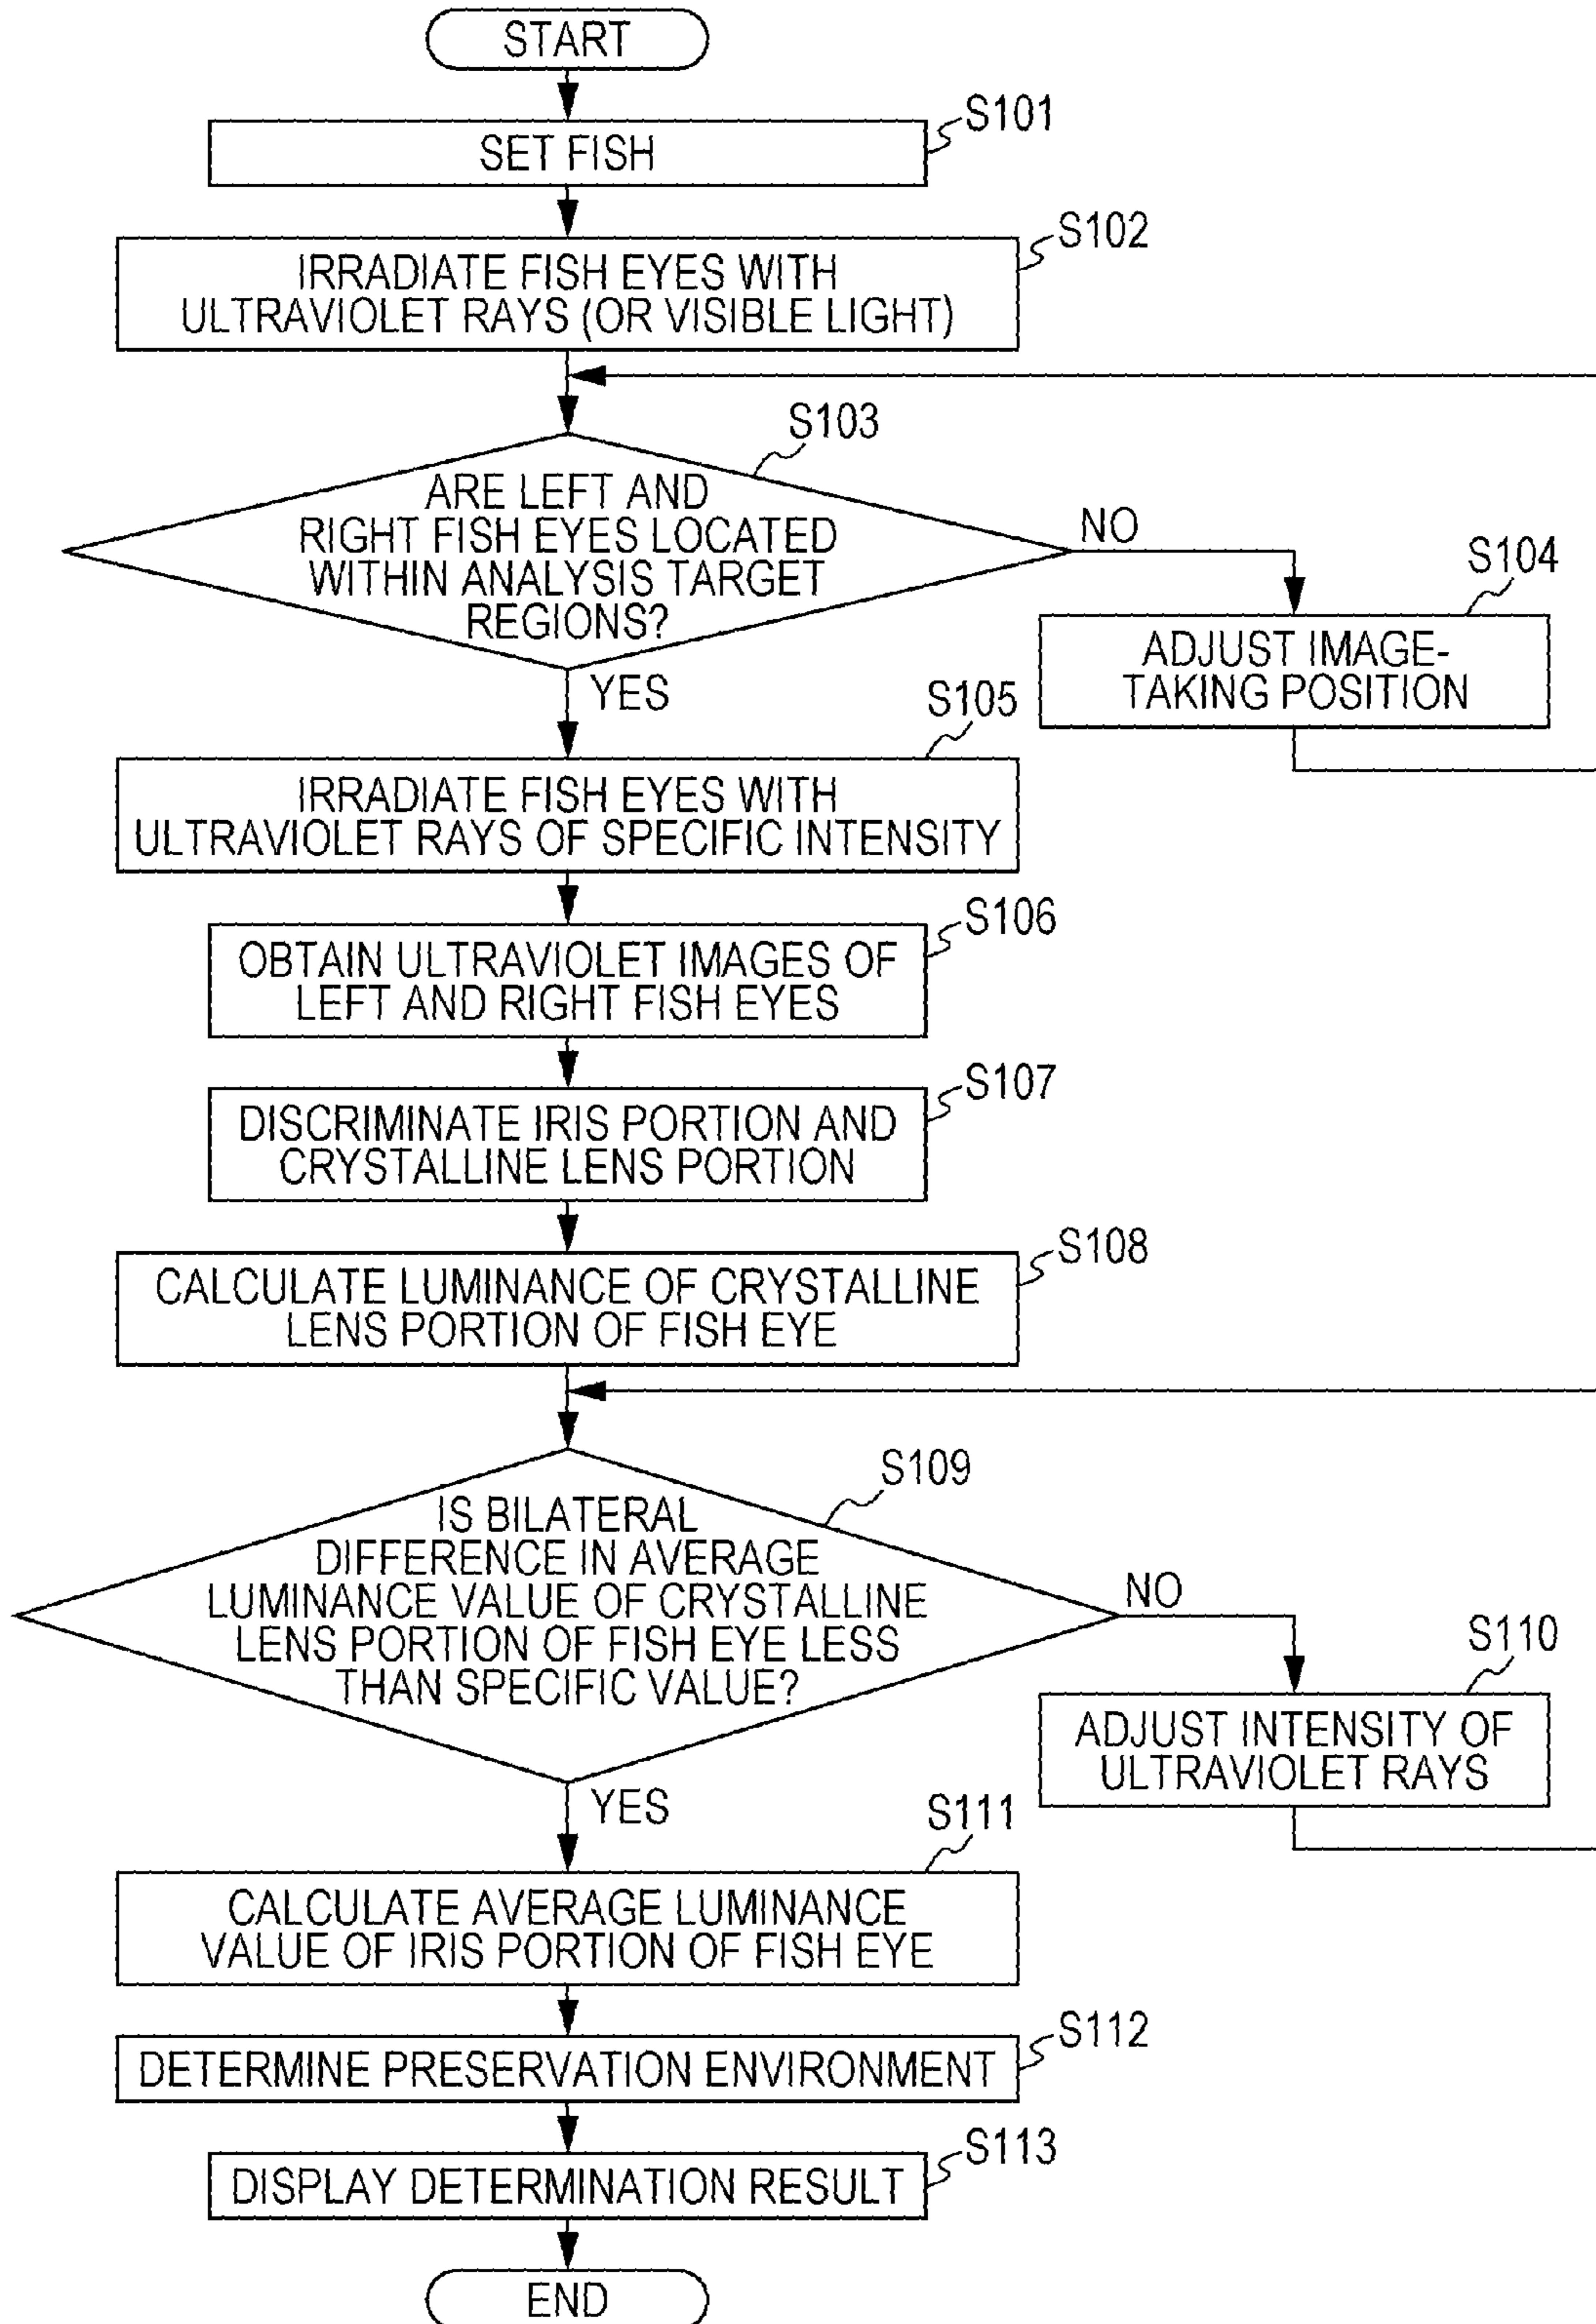 START
S101
SET FISH
S102
IRRADIATE FISH EYES WITH
ULTRAVIOLET RAYS (OR VISIBLE LIGHT)
S103
ARE LEFT AND
RIGHT FISH EYES LOCATED
WITHIN ANALYSIS TARGET
REGIONS?
NO
S104
ADJUST IMAGE-
TAKING POSITION
YES
S105
IRRADIATE FISH EYES WITH
ULTRAVIOLET RAYS OF SPECIFIC INTENSITY
S106
OBTAIN ULTRAVIOLET IMAGES OF
LEFT AND RIGHT FISH EYES
S107
DISCRIMINATE IRIS PORTION AND
CRYSTALLINE LENS PORTION
S108
CALCULATE LUMINANCE OF CRYSTALLINE
LENS PORTION OF FISH EYE
S109
IS BILATERAL
DIFFERENCE IN AVERAGE
LUMINANCE VALUE OF CRYSTALLINE
LENS PORTION OF FISH EYE LESS
THAN SPECIFIC VALUE?
NO
S110
ADJUST INTENSITY OF
ULTRAVIOLET RAYS
YES
S111
CALCULATE AVERAGE LUMINANCE
VALUE OF IRIS PORTION OF FISH EYE
S112
DETERMINE PRESERVATION ENVIRONMENT
S113
DISPLAY DETERMINATION RESULT
END